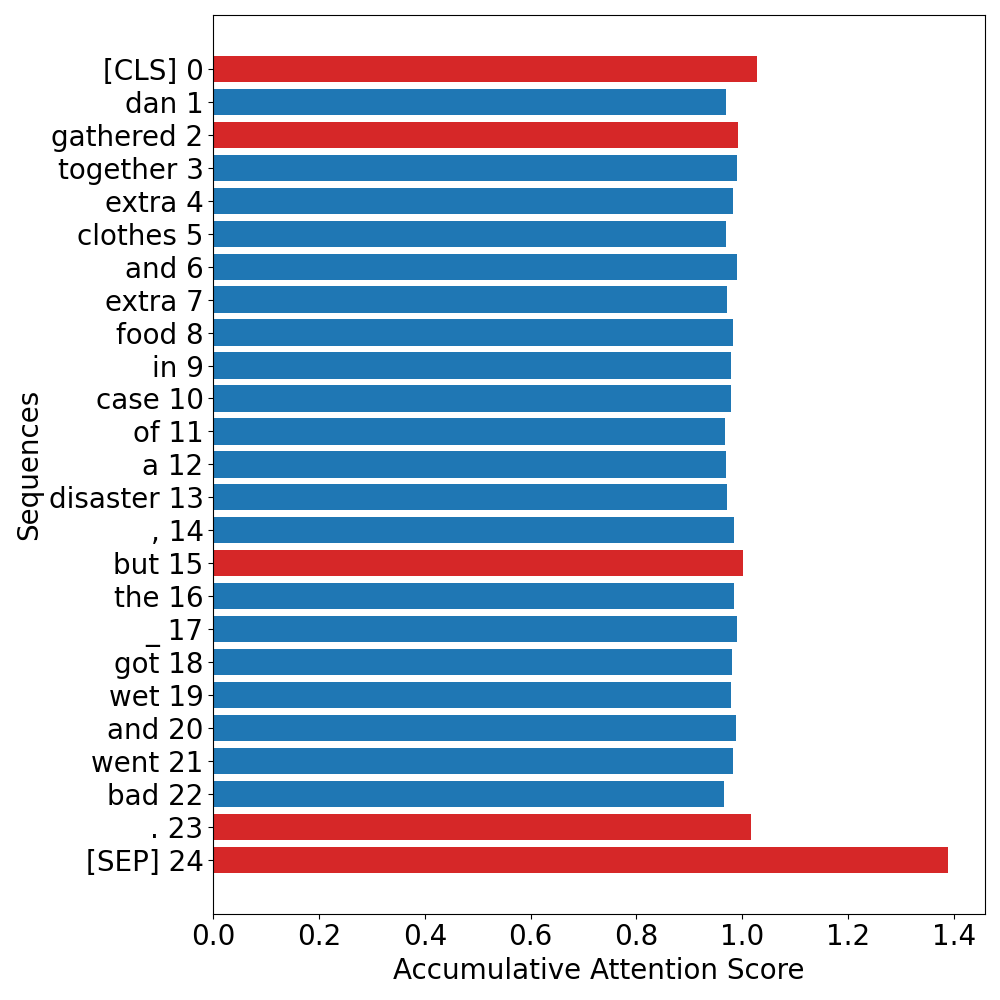 [CLS] 0
dan 1
gathered 2
together 3
extra 4
clothes 5
and 6
extra 7
food 8
in 9
case 10
of 11
a 12
disaster 13
, 14
but 15
the 16
_ 17
got 18
wet 19
and 20
went 21
bad 22
. 23
[SEP] 24
Sequences
0.0 0.2 0.4 0.6 0.8 1.0 1.2 1.4
Accumulative Attention Score